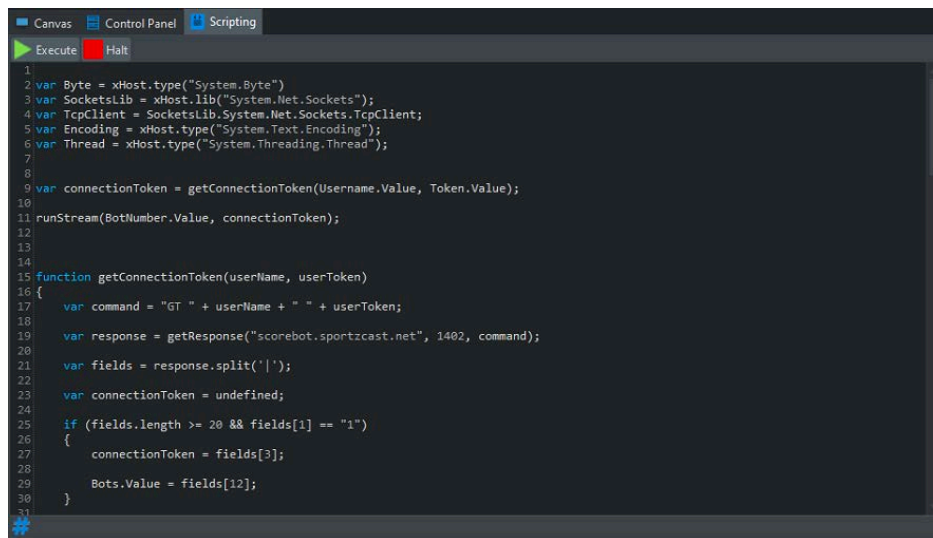 Canvas Control Panel Scripting
Execute Halt
1
2 var Byte = xHost.type("System.Byte")
3 var SocketsLib = xHost.lib("System.Net.Sockets");
4 var TcpClient = SocketsLib.System.Net.Sockets.TcpClient;
5 var Encoding = xHost.type("System.Text.Encoding");
6 var Thread = xHost.type("System.Threading.Thread");
7
8
9 var connectionToken = getConnectionToken(Username.Value, Token.Value);
10
11 runStream(BotNumber.Value, connectionToken);
12
13
14
15 function getConnectionToken(userName, userToken)
16 {
17     var command = "GT " + userName + " " + userToken;
18
19     var response = getResponse("scorebot.sportzcast.net", 1402, command);
20
21     var fields = response.split('|');
22
23     var connectionToken = undefined;
24
25     if (fields.length >= 20 && fields[1] == "1")
26     {
27         connectionToken = fields[3];
28
29         Bots.Value = fields[12];
30     }
31
#